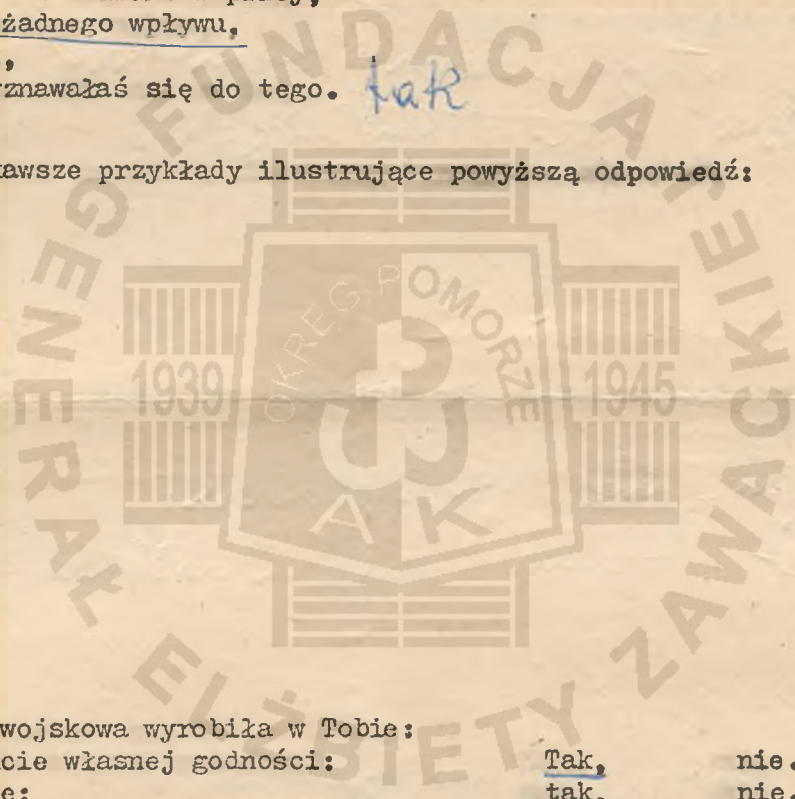 żadnego wpływu,
,
znawałaś się do tego. tak
awsze przykłady ilustrujące powyższą odpowiedź:
FUNDACJA GENERAŁ ELŻBIETY ZAWACKIEJ
OKRĘG POMORZE
1939 1945
AK
wojskowa wyrobiła w Tobie:
cie własnej godności: Tak, nie.
e: tak, nie.